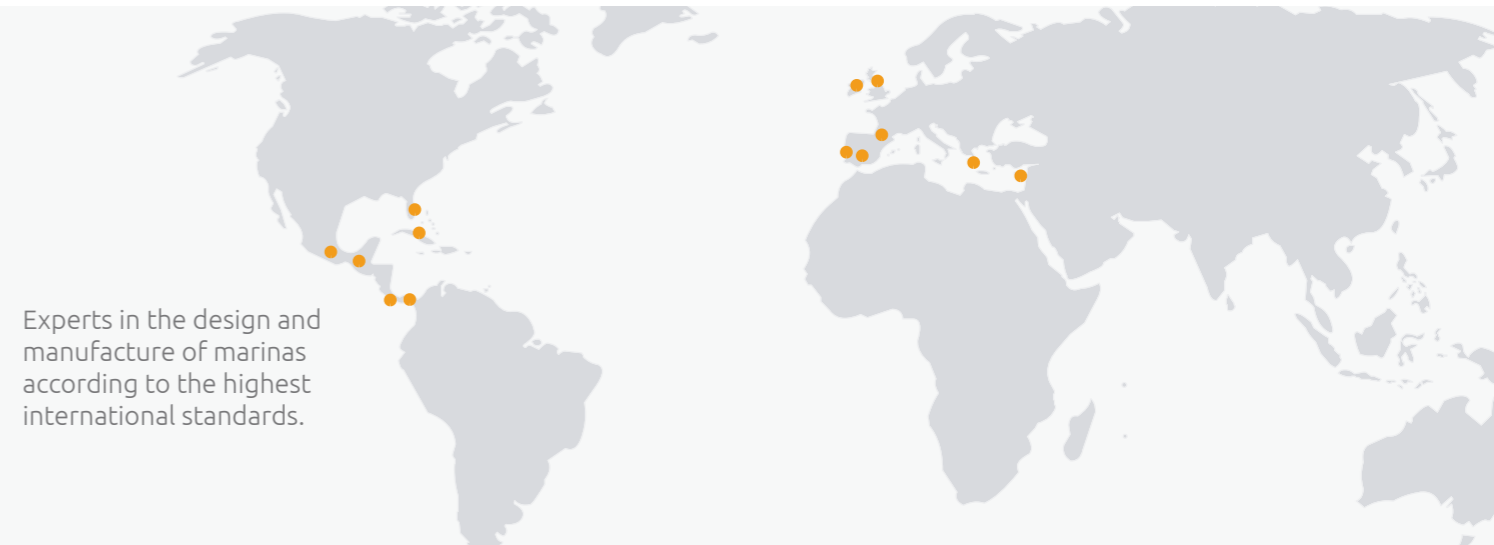 Experts in the design and
manufacture of marinas
according to the highest
international standards.